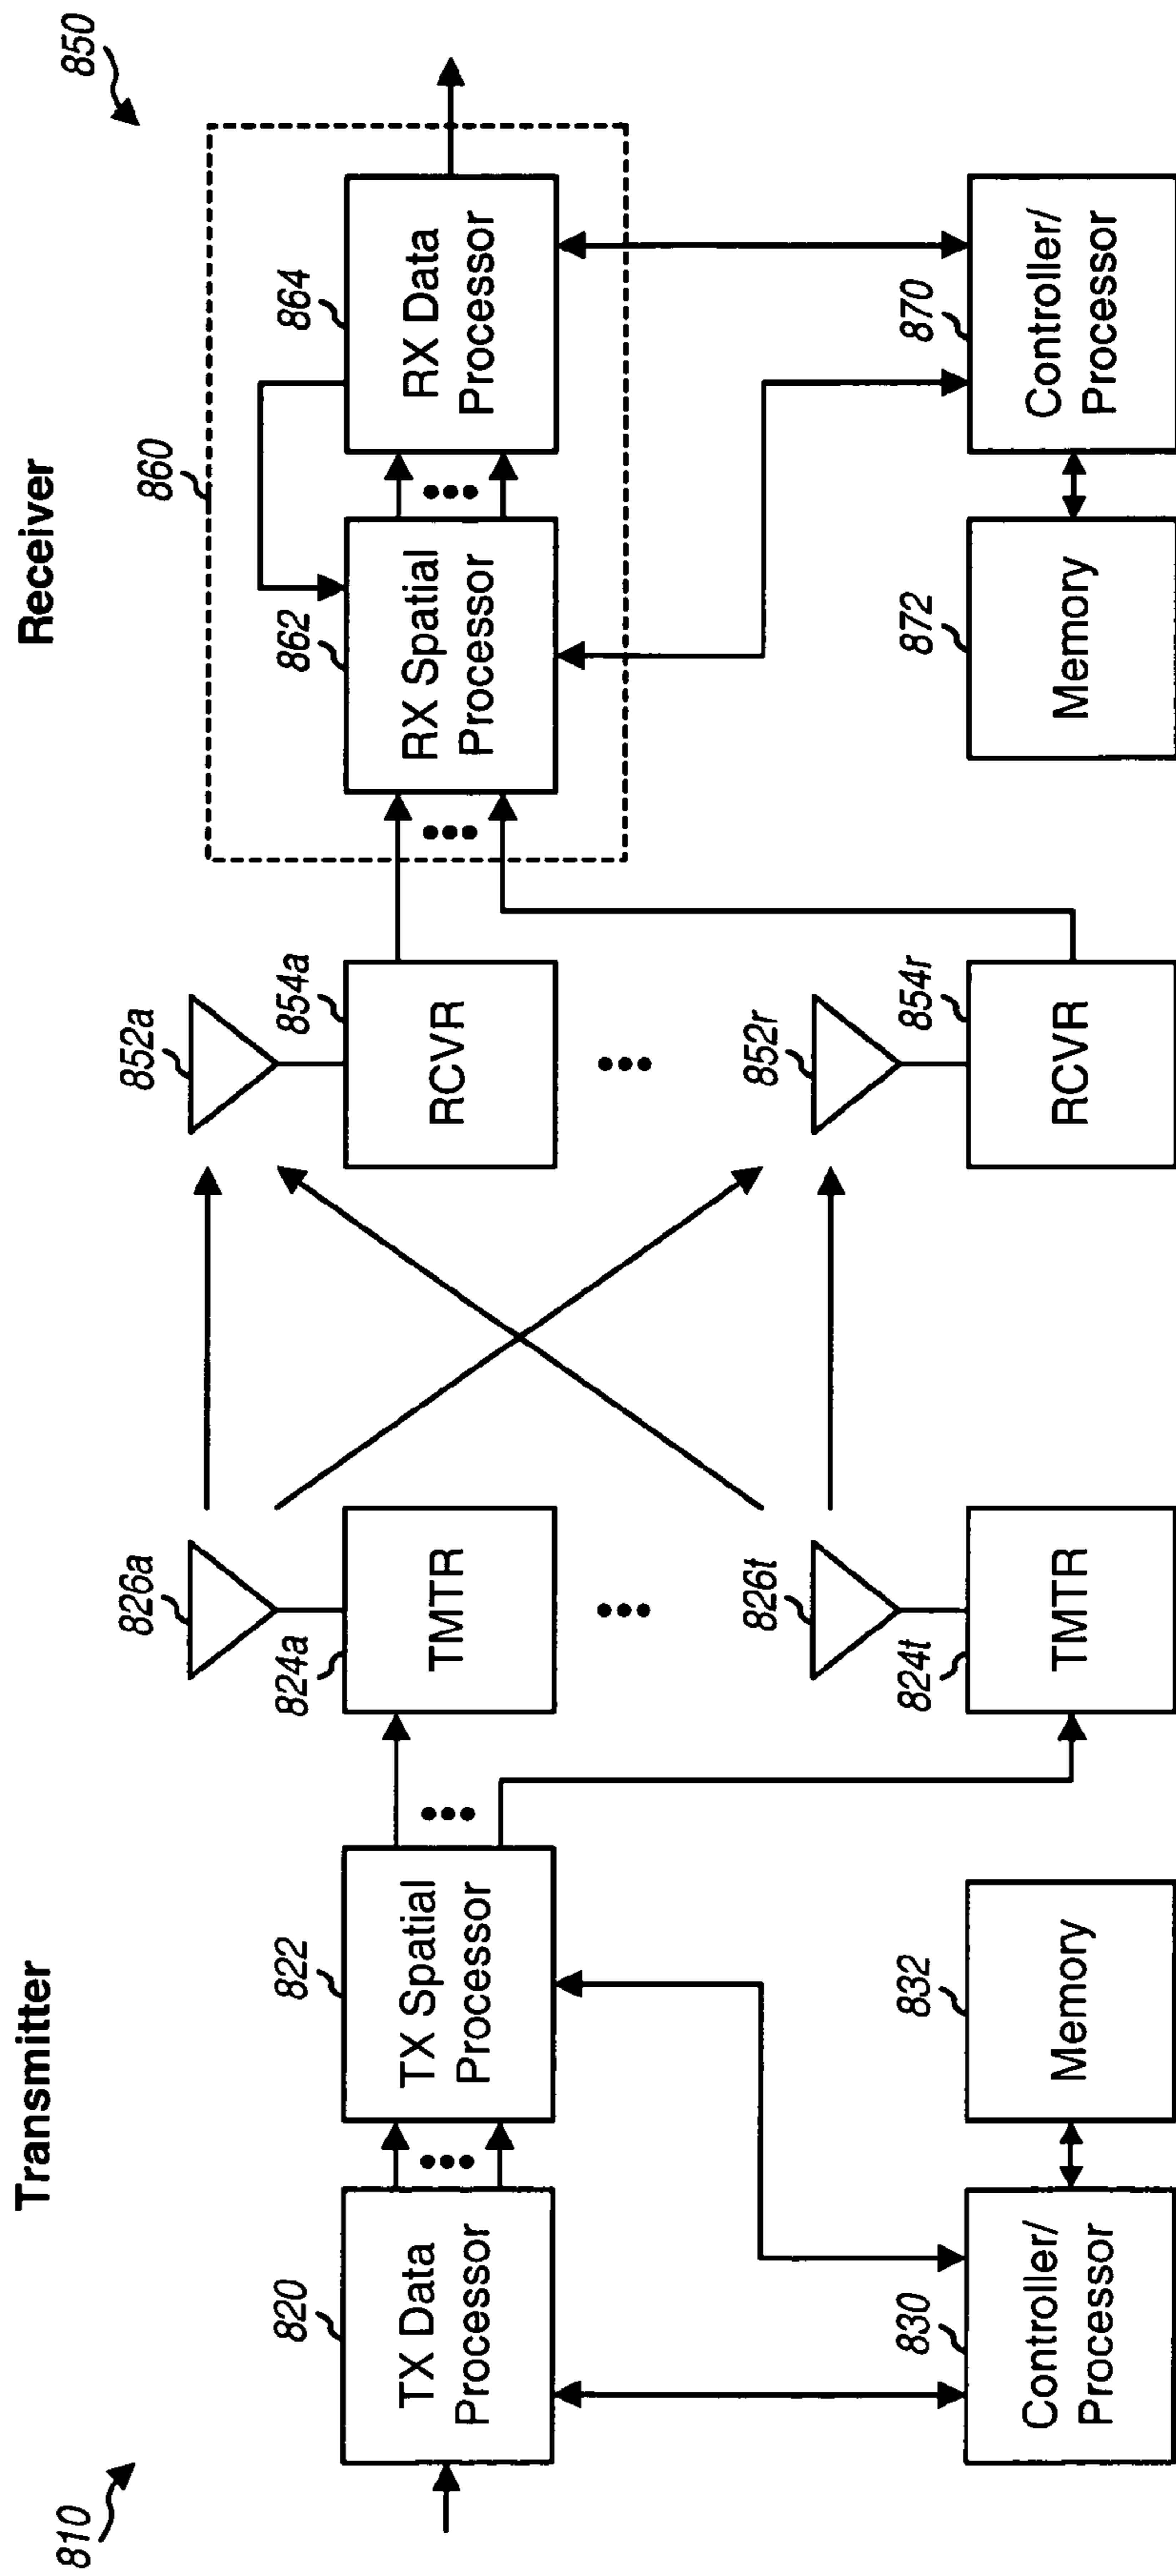 Transmitter
Receiver
810
850
860
826a
852a
820
822
824a
854a
862
864
TX Data
Processor
TX Spatial
Processor
TMTR
RCVR
RX Spatial
Processor
RX Data
Processor
826t
852r
830
832
824t
854r
872
870
Controller/
Processor
Memory
TMTR
RCVR
Memory
Controller/
Processor